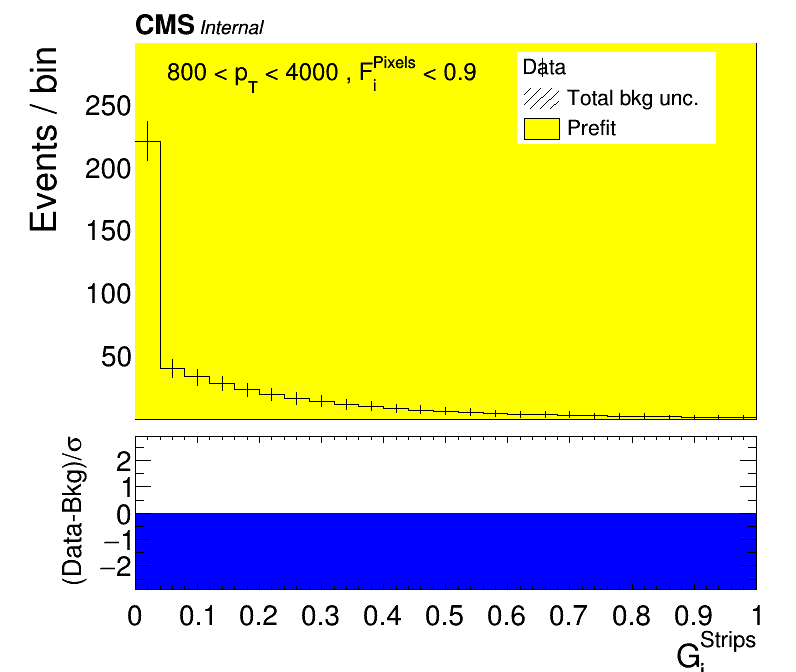 CMS Internal
800 < p_T < 4000 , F_i^Pixels < 0.9
Data
Total bkg unc.
Prefit
Events / bin
250
200
150
100
50
(Data-Bkg)/σ
2
1
0
−1
−2
0 0.1 0.2 0.3 0.4 0.5 0.6 0.7 0.8 0.9 1
G_i^Strips